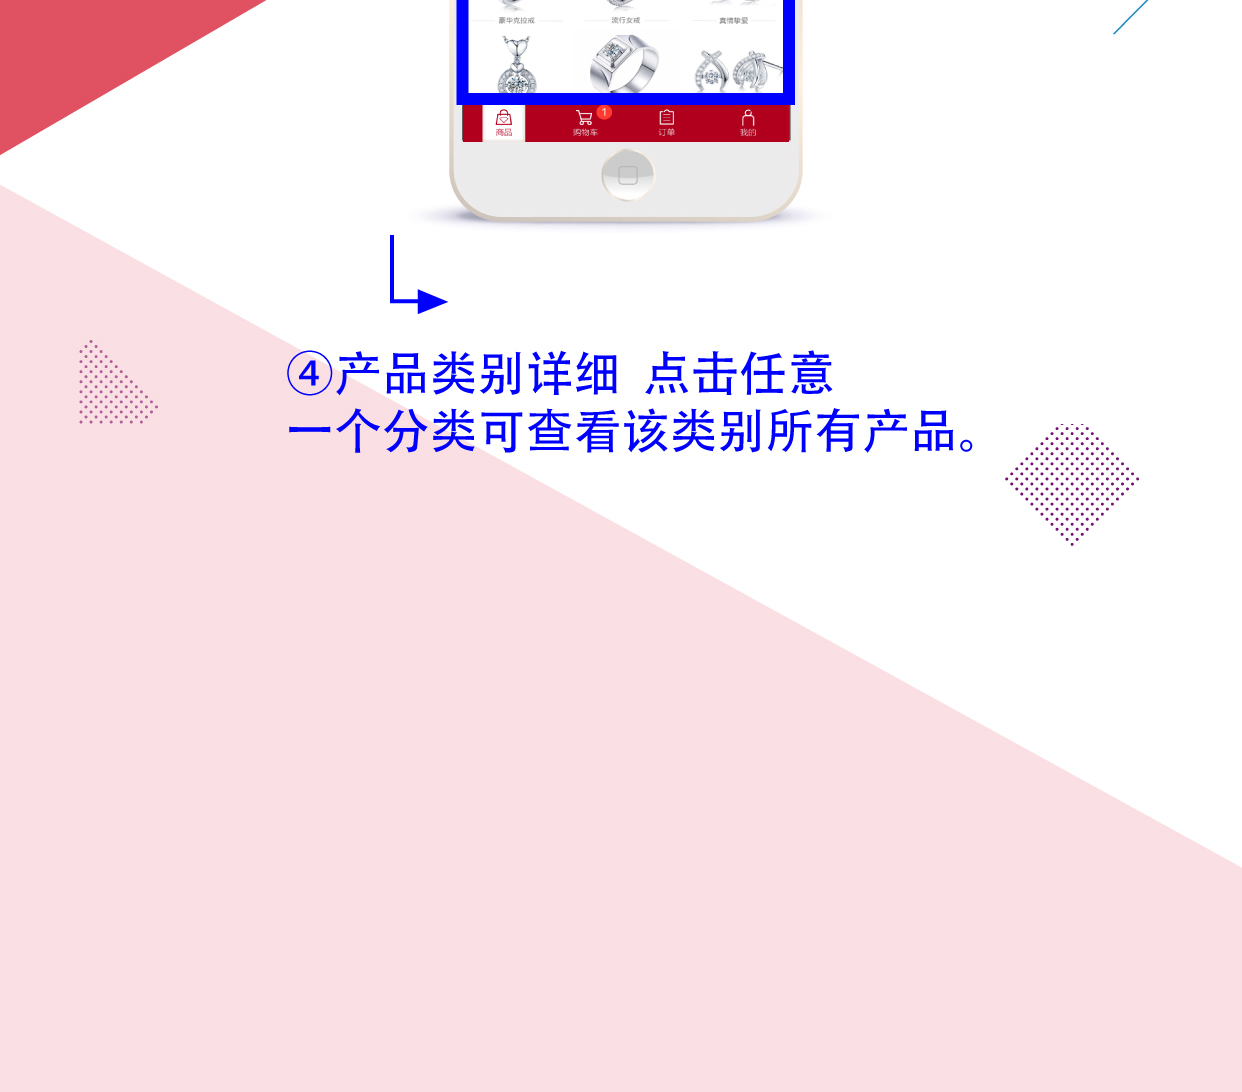 豪华克拉戒 流行女戒 真情挚爱
1
商品 购物车 订单 我的
④产品类别详细 点击任意
一个分类可查看该类别所有产品。